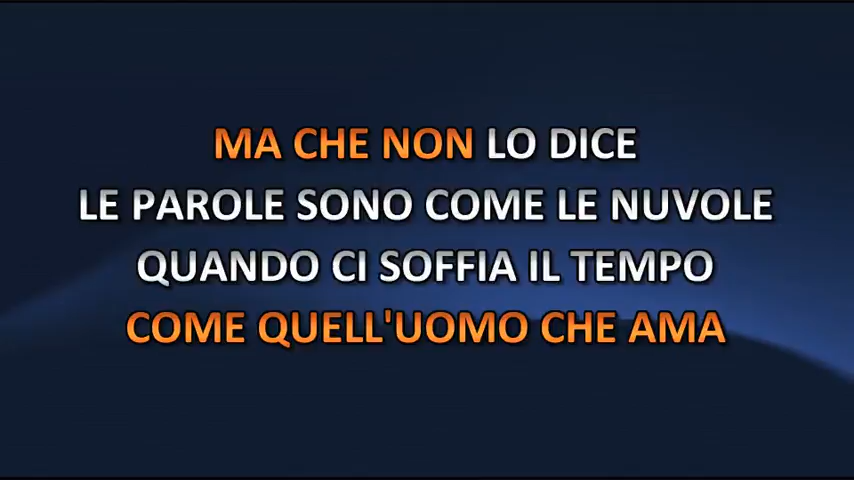 MA CHE NON LO DICE
LE PAROLE SONO COME LE NUVOLE
QUANDO CI SOFFIA IL TEMPO
COME QUELL'UOMO CHE AMA